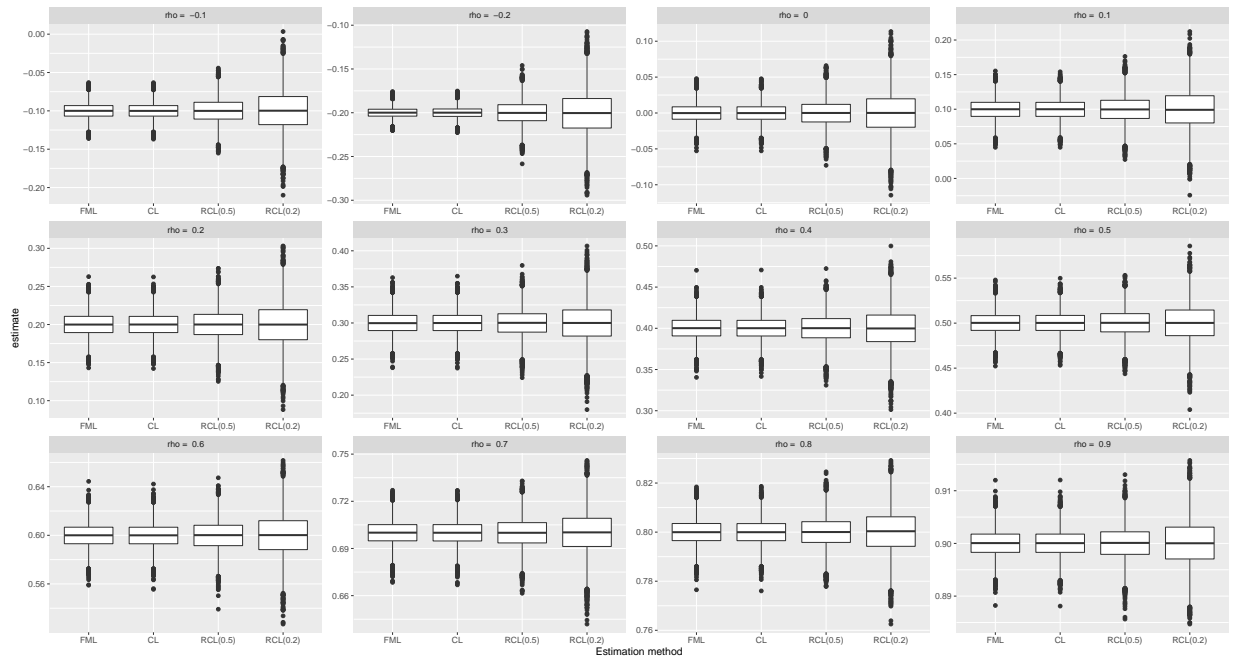 rho = −0.1
rho = −0.2
rho = 0
rho = 0.1
0.00
−0.05
−0.10
−0.15
−0.20
−0.10
−0.15
−0.20
−0.25
−0.30
0.10
0.05
0.00
−0.05
−0.10
0.20
0.15
0.10
0.05
0.00
FML CL RCL(0.5) RCL(0.2)
FML CL RCL(0.5) RCL(0.2)
FML CL RCL(0.5) RCL(0.2)
FML CL RCL(0.5) RCL(0.2)
rho = 0.2
rho = 0.3
rho = 0.4
rho = 0.5
estimate
0.30
0.25
0.20
0.15
0.10
0.40
0.35
0.30
0.25
0.20
0.50
0.45
0.40
0.35
0.30
0.55
0.50
0.45
0.40
FML CL RCL(0.5) RCL(0.2)
FML CL RCL(0.5) RCL(0.2)
FML CL RCL(0.5) RCL(0.2)
FML CL RCL(0.5) RCL(0.2)
rho = 0.6
rho = 0.7
rho = 0.8
rho = 0.9
0.64
0.60
0.56
0.75
0.72
0.69
0.66
0.82
0.80
0.78
0.76
0.91
0.90
0.89
FML CL RCL(0.5) RCL(0.2)
FML CL RCL(0.5) RCL(0.2)
FML CL RCL(0.5) RCL(0.2)
FML CL RCL(0.5) RCL(0.2)
Estimation method